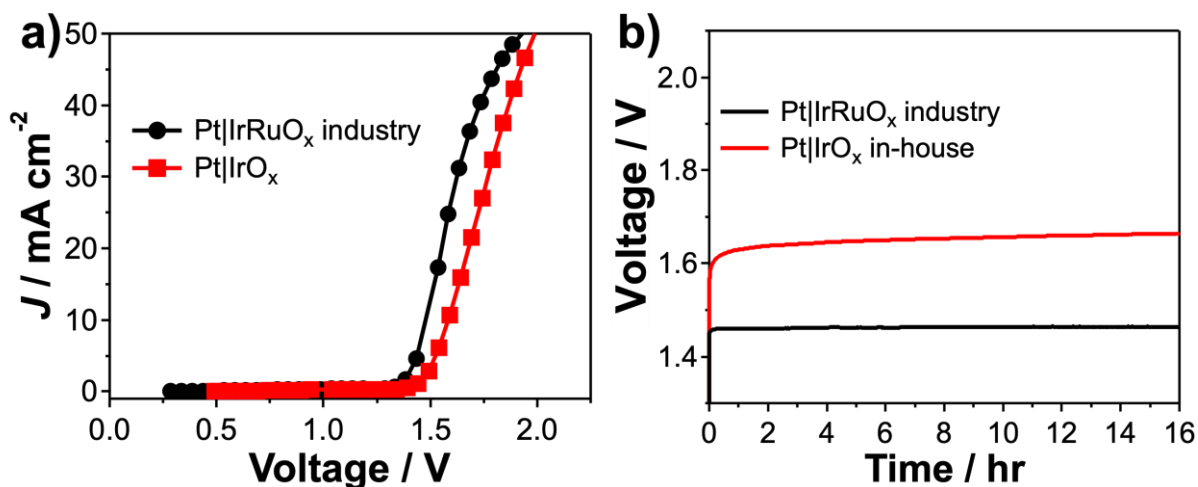 a)
50
40
30
20
10
0
J / mA cm-2
Pt|IrRuOx industry
Pt|IrOx
0.0 0.5 1.0 1.5 2.0
Voltage / V
b)
2.0
1.8
1.6
1.4
Voltage / V
Pt|IrRuOx industry
Pt|IrOx in-house
0 2 4 6 8 10 12 14 16
Time / hr